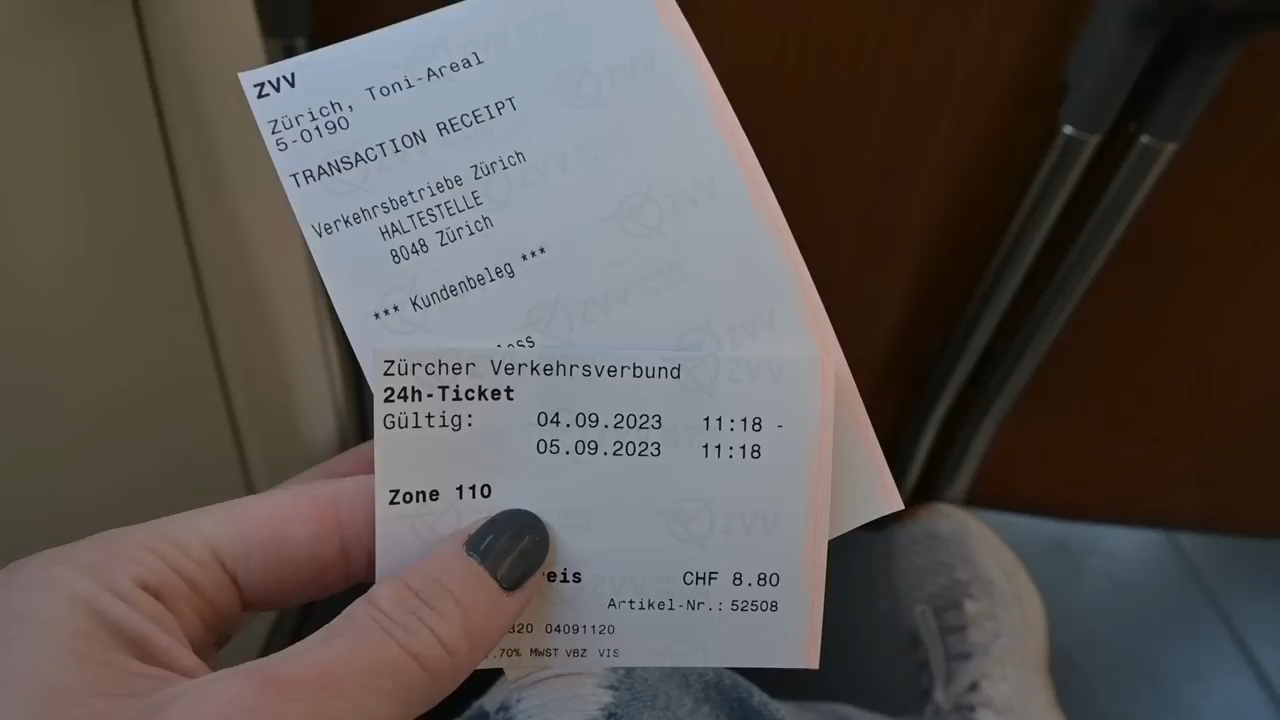 ZVV
Zürich, Toni-Areal
5-0190
TRANSACTION RECEIPT
Verkehrsbetriebe Zürich
HALTESTELLE
8048 Zürich
*** Kundenbeleg ***
Zürcher Verkehrsverbund
24h-Ticket
Gültig: 04.09.2023 11:18 -
05.09.2023 11:18
Zone 110
CHF 8.80
Artikel-Nr.: 52508
04091120
MWST VBZ VIS